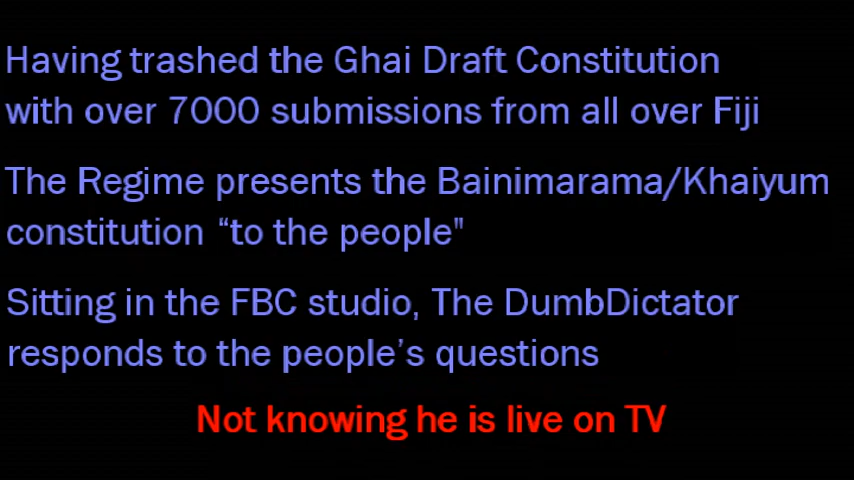 Having trashed the Ghai Draft Constitution
with over 7000 submissions from all over Fiji
The Regime presents the Bainimarama/Khaiyum
constitution “to the people"
Sitting in the FBC studio, The DumbDictator
responds to the people’s questions
Not knowing he is live on TV